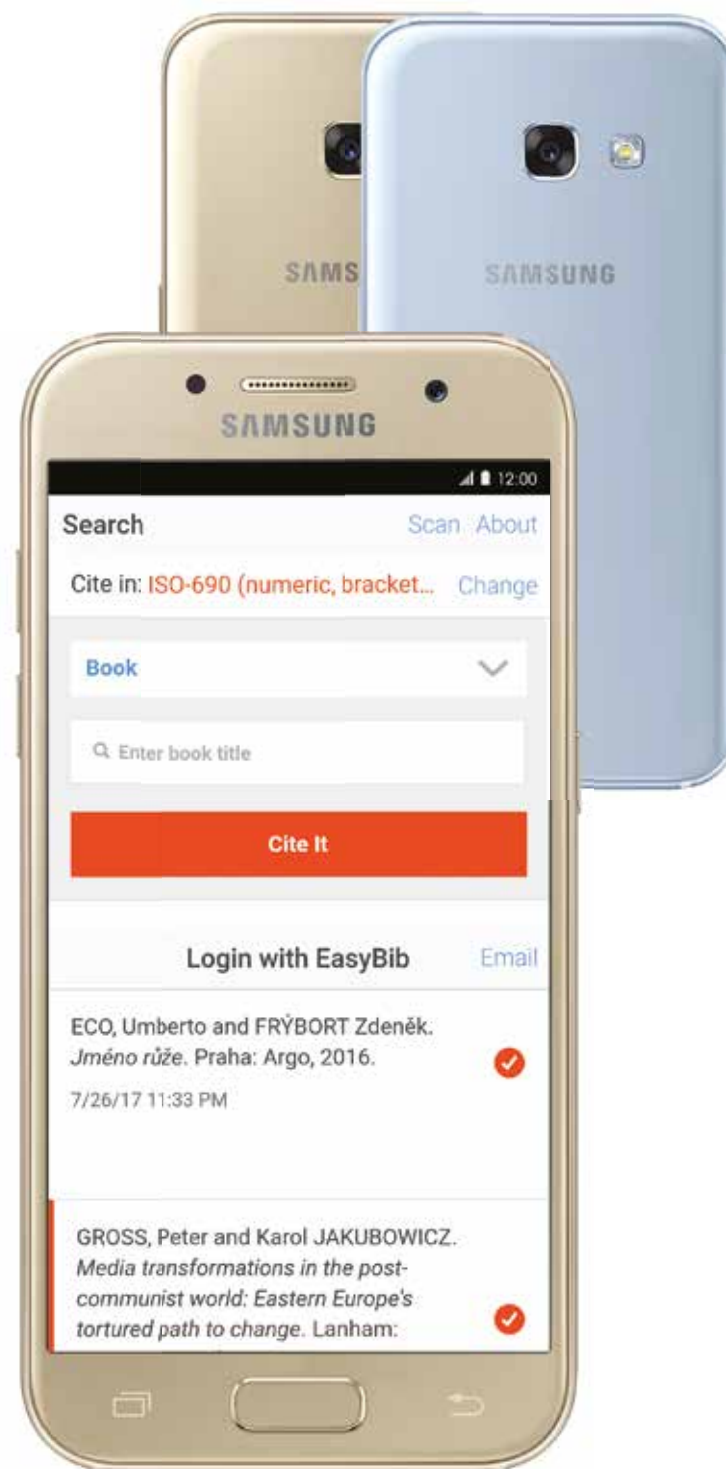 SAMS
SAMSUNG
SAMSUNG
12:00
Search Scan About
Cite in: ISO-690 (numeric, bracket... Change
Book
Enter book title
Cite It
Login with EasyBib Email
ECO, Umberto and FRÝBORT Zdeněk.
Jméno růže. Praha: Argo, 2016.
7/26/17 11:33 PM
GROSS, Peter and Karol JAKUBOWICZ.
Media transformations in the post-
communist world: Eastern Europe's
tortured path to change. Lanham: